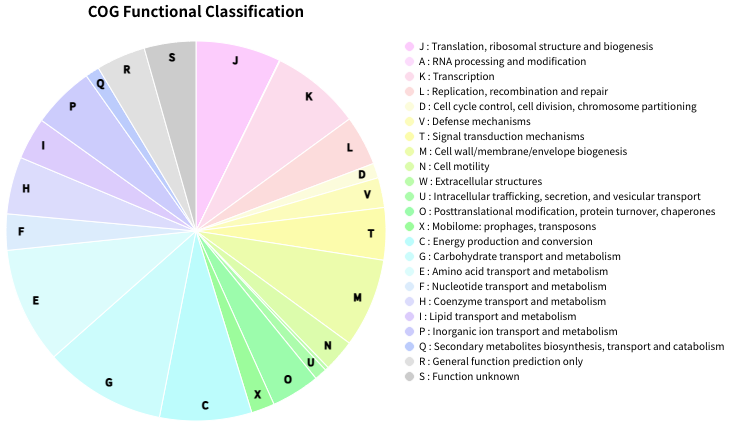 COG Functional Classification
S
J
R
Q
K
P
L
I
D
V
H
F
T
E
M
N
U
O
X
G
C
J : Translation, ribosomal structure and biogenesis
A : RNA processing and modification
K : Transcription
L : Replication, recombination and repair
D : Cell cycle control, cell division, chromosome partitioning
V : Defense mechanisms
T : Signal transduction mechanisms
M : Cell wall/membrane/envelope biogenesis
N : Cell motility
W : Extracellular structures
U : Intracellular trafficking, secretion, and vesicular transport
O : Posttranslational modification, protein turnover, chaperones
X : Mobilome: prophages, transposons
C : Energy production and conversion
G : Carbohydrate transport and metabolism
E : Amino acid transport and metabolism
F : Nucleotide transport and metabolism
H : Coenzyme transport and metabolism
I : Lipid transport and metabolism
P : Inorganic ion transport and metabolism
Q : Secondary metabolites biosynthesis, transport and catabolism
R : General function prediction only
S : Function unknown